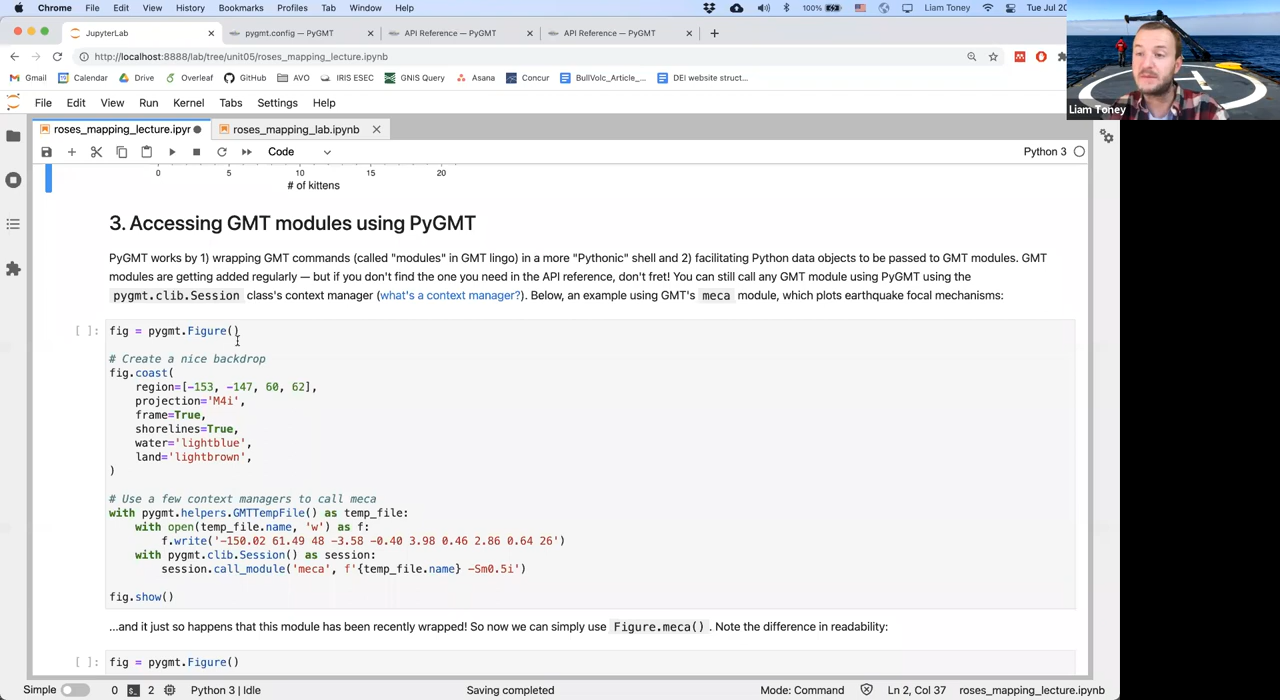 Chrome File Edit View History Bookmarks Profiles Tab Window Help 100% Liam Toney Tue Jul 20
JupyterLab pygmt.config — PyGMT API Reference — PyGMT API Reference — PyGMT
http://localhost:8888/lab/tree/unit05/roses_mapping_lecture.ipynb
Gmail Calendar Drive Overleaf GitHub AVO IRIS ESEC GNIS Query Asana Concur BullVolc_Article_... DEI website struct...
Liam Toney
File Edit View Run Kernel Tabs Settings Help
roses_mapping_lecture.ipyr roses_mapping_lab.ipynb
Code Python 3
0 5 10 15 20
# of kittens
3. Accessing GMT modules using PyGMT
PyGMT works by 1) wrapping GMT commands (called "modules" in GMT lingo) in a more "Pythonic" shell and 2) facilitating Python data objects to be passed to GMT modules. GMT
modules are getting added regularly — but if you don't find the one you need in the API reference, don't fret! You can still call any GMT module using PyGMT using the
pygmt.clib.Session class's context manager (what's a context manager?). Below, an example using GMT's meca module, which plots earthquake focal mechanisms:
[ ]: fig = pygmt.Figure()
# Create a nice backdrop
fig.coast(
region=[-153, -147, 60, 62],
projection='M4i',
frame=True,
shorelines=True,
water='lightblue',
land='lightbrown',
)
# Use a few context managers to call meca
with pygmt.helpers.GMTTempFile() as temp_file:
with open(temp_file.name, 'w') as f:
f.write('-150.02 61.49 48 -3.58 -0.40 3.98 0.46 2.86 0.64 26')
with pygmt.clib.Session() as session:
session.call_module('meca', f'{temp_file.name} -Sm0.5i')
fig.show()
...and it just so happens that this module has been recently wrapped! So now we can simply use Figure.meca(). Note the difference in readability:
[ ]: fig = pygmt.Figure()
Simple 0 2 Python 3 | Idle Saving completed Mode: Command Ln 2, Col 37 roses_mapping_lecture.ipynb